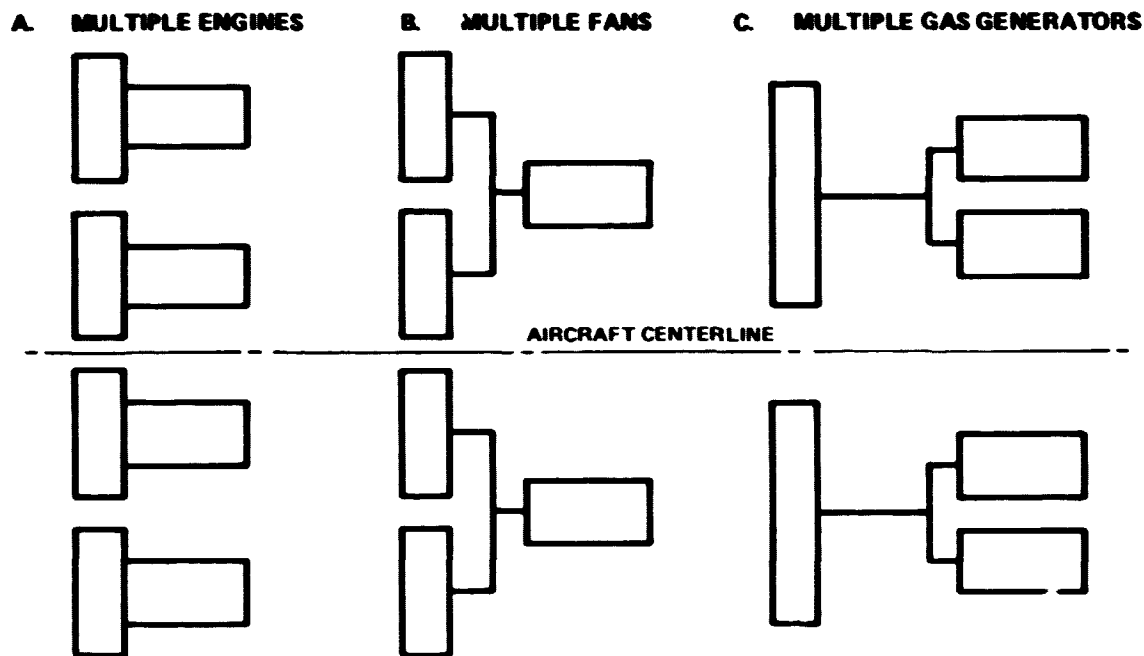 A. MULTIPLE ENGINES
B. MULTIPLE FANS
C. MULTIPLE GAS GENERATORS
AIRCRAFT CENTERLINE